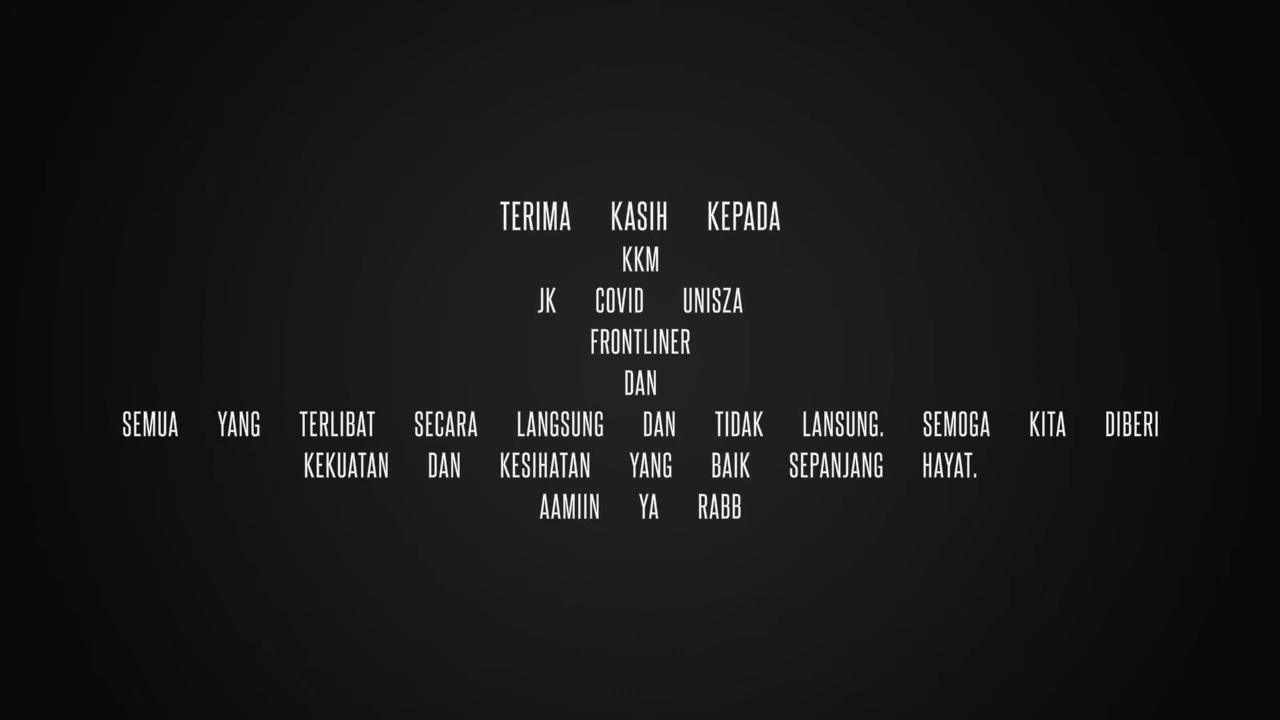 TERIMA KASIH KEPADA
KKM
JK COVID UNISZA
FRONTLINER
DAN
SEMUA YANG TERLIBAT SECARA LANGSUNG DAN TIDAK LANSUNG. SEMOGA KITA DIBERI
KEKUATAN DAN KESIHATAN YANG BAIK SEPANJANG HAYAT.
AAMIIN YA RABB